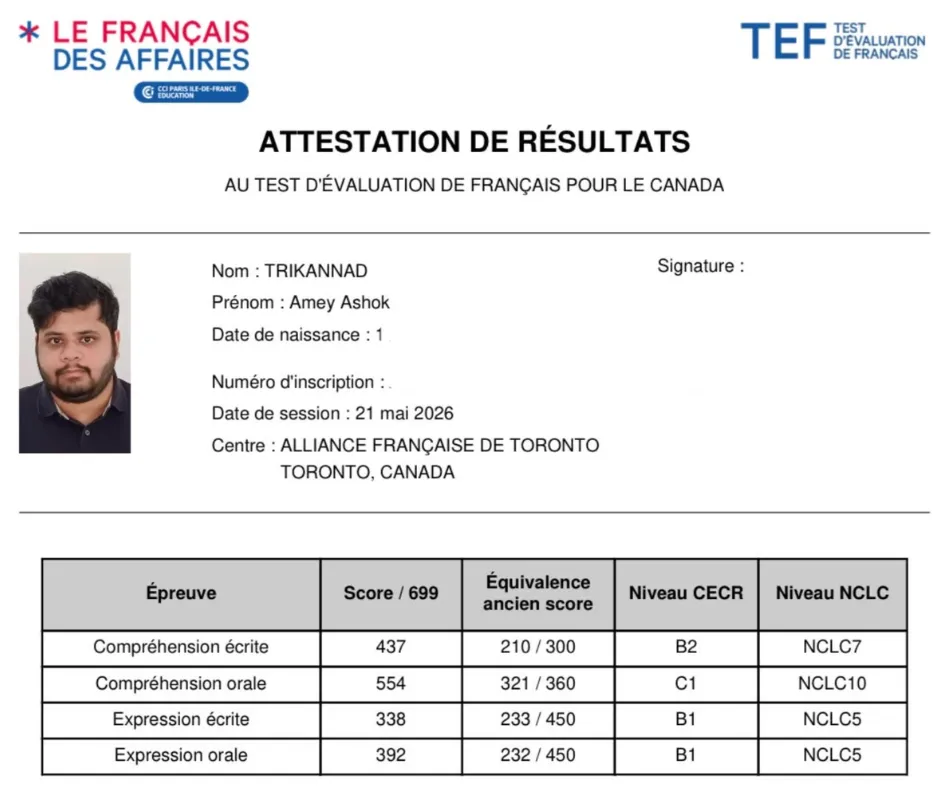 LE FRANÇAIS
DES AFFAIRES
CCI PARIS ILE-DE-FRANCE
EDUCATION
TEF TEST
D'ÉVALUATION
DE FRANÇAIS
ATTESTATION DE RÉSULTATS
AU TEST D'ÉVALUATION DE FRANÇAIS POUR LE CANADA
Nom : TRIKANNAD
Signature :
Prénom : Amey Ashok
Date de naissance : 1
Numéro d'inscription :
Date de session : 21 mai 2026
Centre : ALLIANCE FRANÇAISE DE TORONTO
TORONTO, CANADA
Épreuve Score / 699 Équivalence ancien score Niveau CECR Niveau NCLC
Compréhension écrite 437 210 / 300 B2 NCLC7
Compréhension orale 554 321 / 360 C1 NCLC10
Expression écrite 338 233 / 450 B1 NCLC5
Expression orale 392 232 / 450 B1 NCLC5